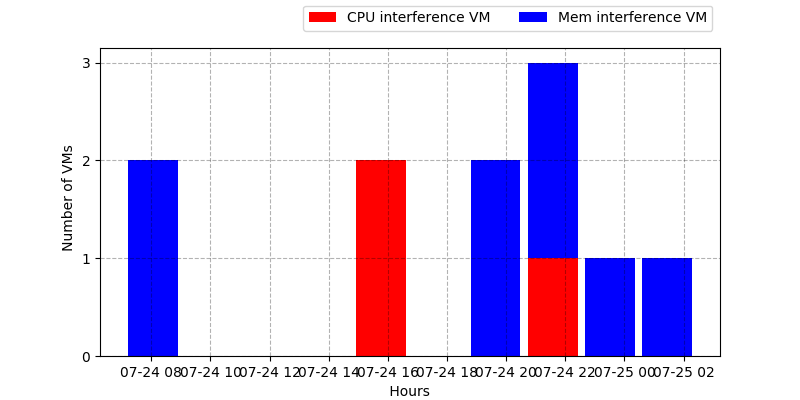 CPU interference VM Mem interference VM
3
2
1
0
Number of VMs
07-24 08 07-24 10 07-24 12 07-24 14 07-24 16 07-24 18 07-24 20 07-24 22 07-25 00 07-25 02
Hours